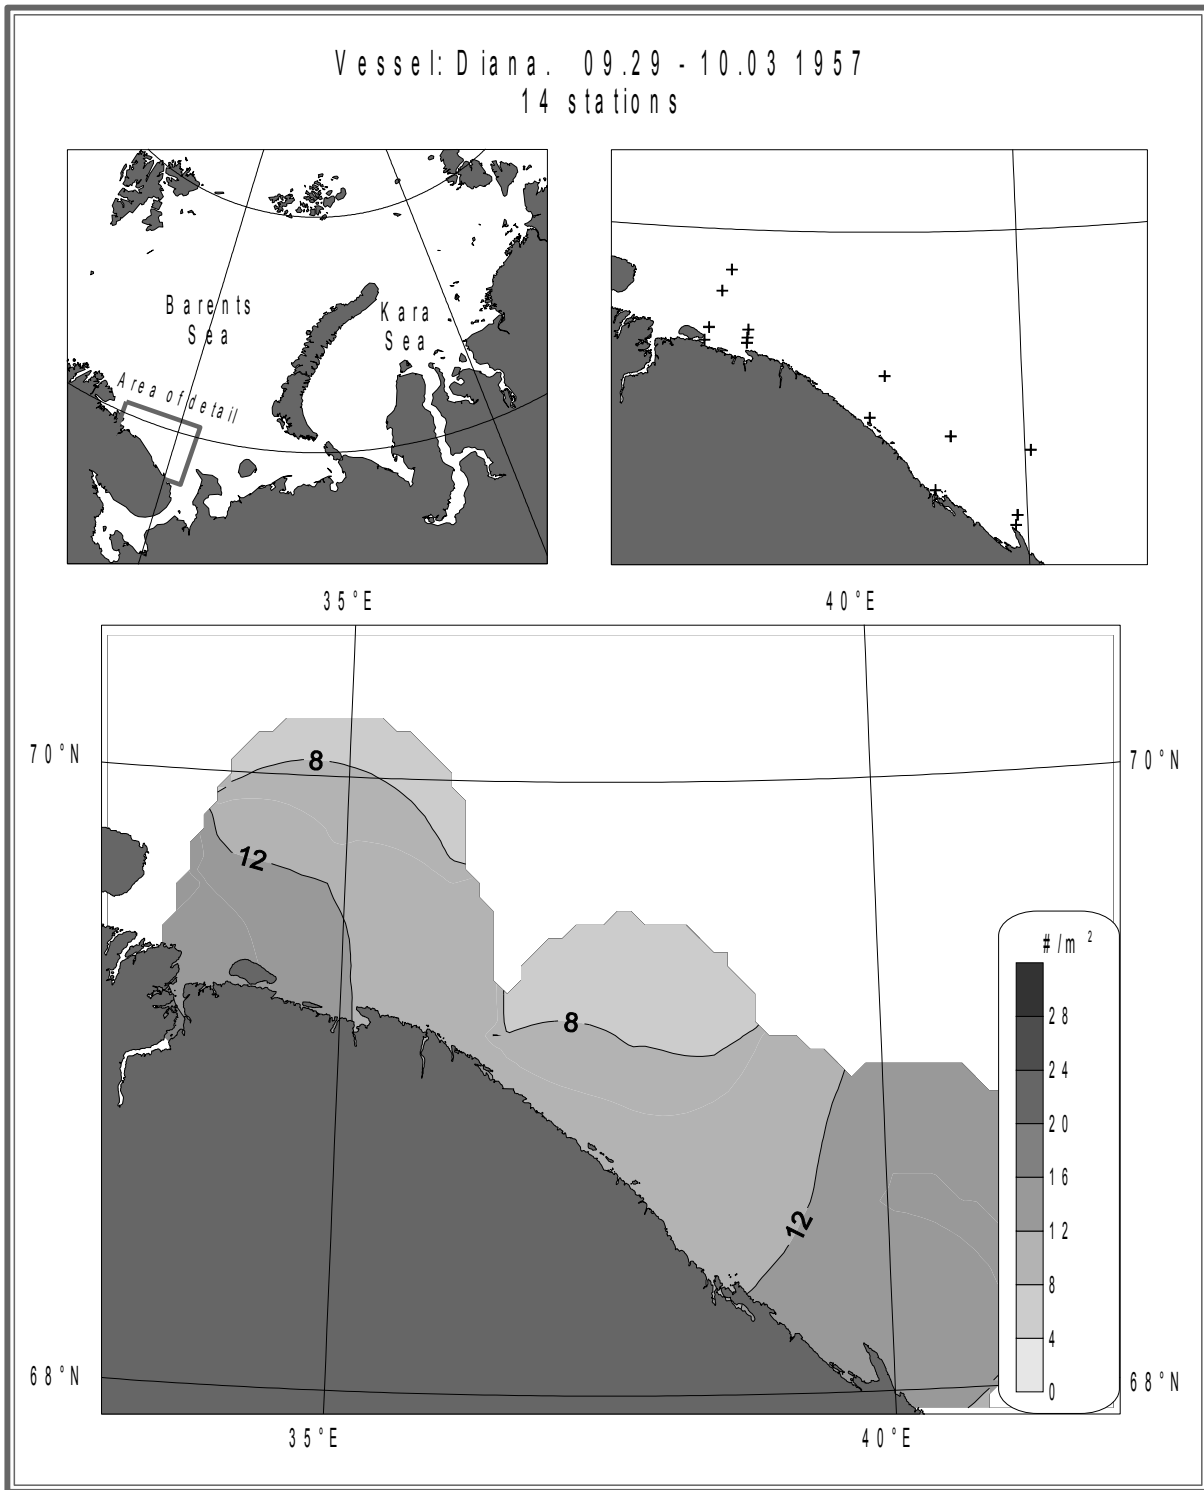 Vessel: Diana. 09.29 - 10.03 1957
14 stations
Barents
Sea
Kara
Sea
Area of detail
35°E
40°E
70°N
70°N
8
12
8
12
#/m²
28
24
20
16
12
8
4
0
68°N
68°N
35°E
40°E